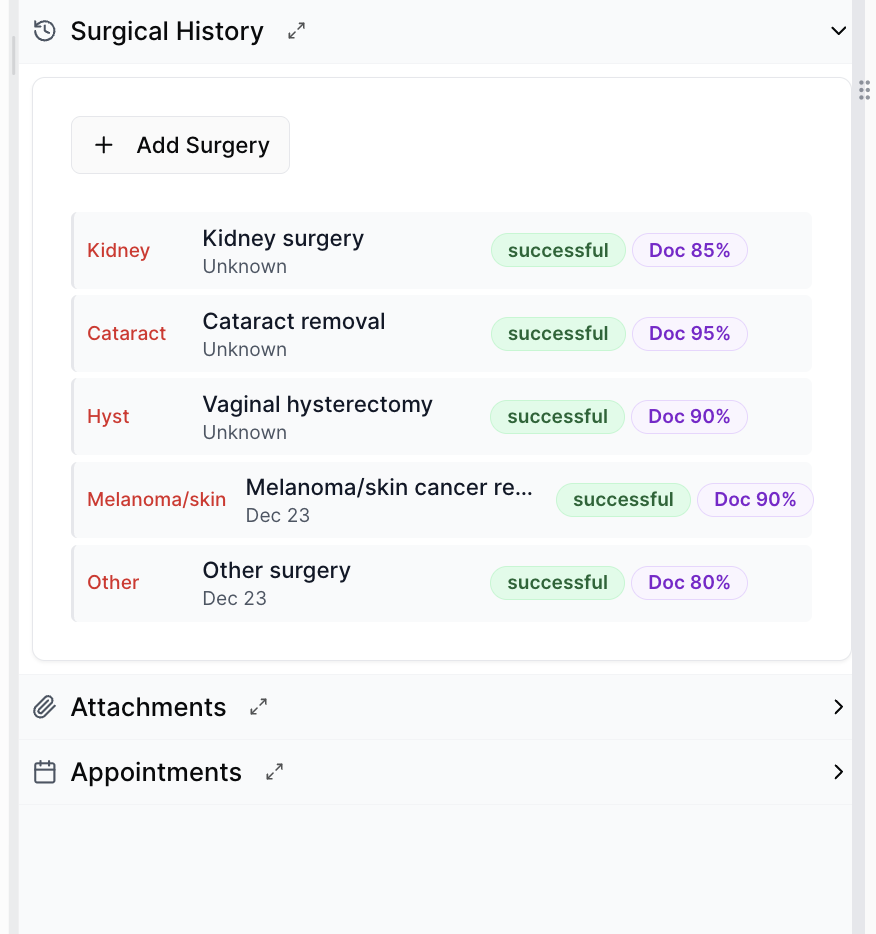 Surgical History
Add Surgery
Kidney
Kidney surgery
Unknown
successful
Doc 85%
Cataract
Cataract removal
Unknown
successful
Doc 95%
Hyst
Vaginal hysterectomy
Unknown
successful
Doc 90%
Melanoma/skin
Melanoma/skin cancer re...
Dec 23
successful
Doc 90%
Other
Other surgery
Dec 23
successful
Doc 80%
Attachments
Appointments